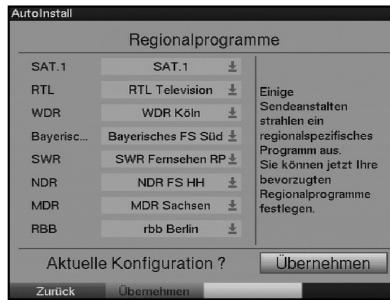 AutoInstall
Regionalprogramme
SAT.1 SAT.1
RTL RTL Television
WDR WDR Köln
Bayerisc... Bayerisches FS Süd
SWR SWR Fernsehen RP
NDR NDR FS HH
MDR MDR Sachsen
RBB rbb Berlin
Einige
Sendeanstalten
strahlen ein
regionalspezifisches
Programm aus.
Sie können jetzt Ihre
bevorzugten
Regionalprogramme
festlegen.
Aktuelle Konfiguration ? Übernehmen
Zurück Übernehmen